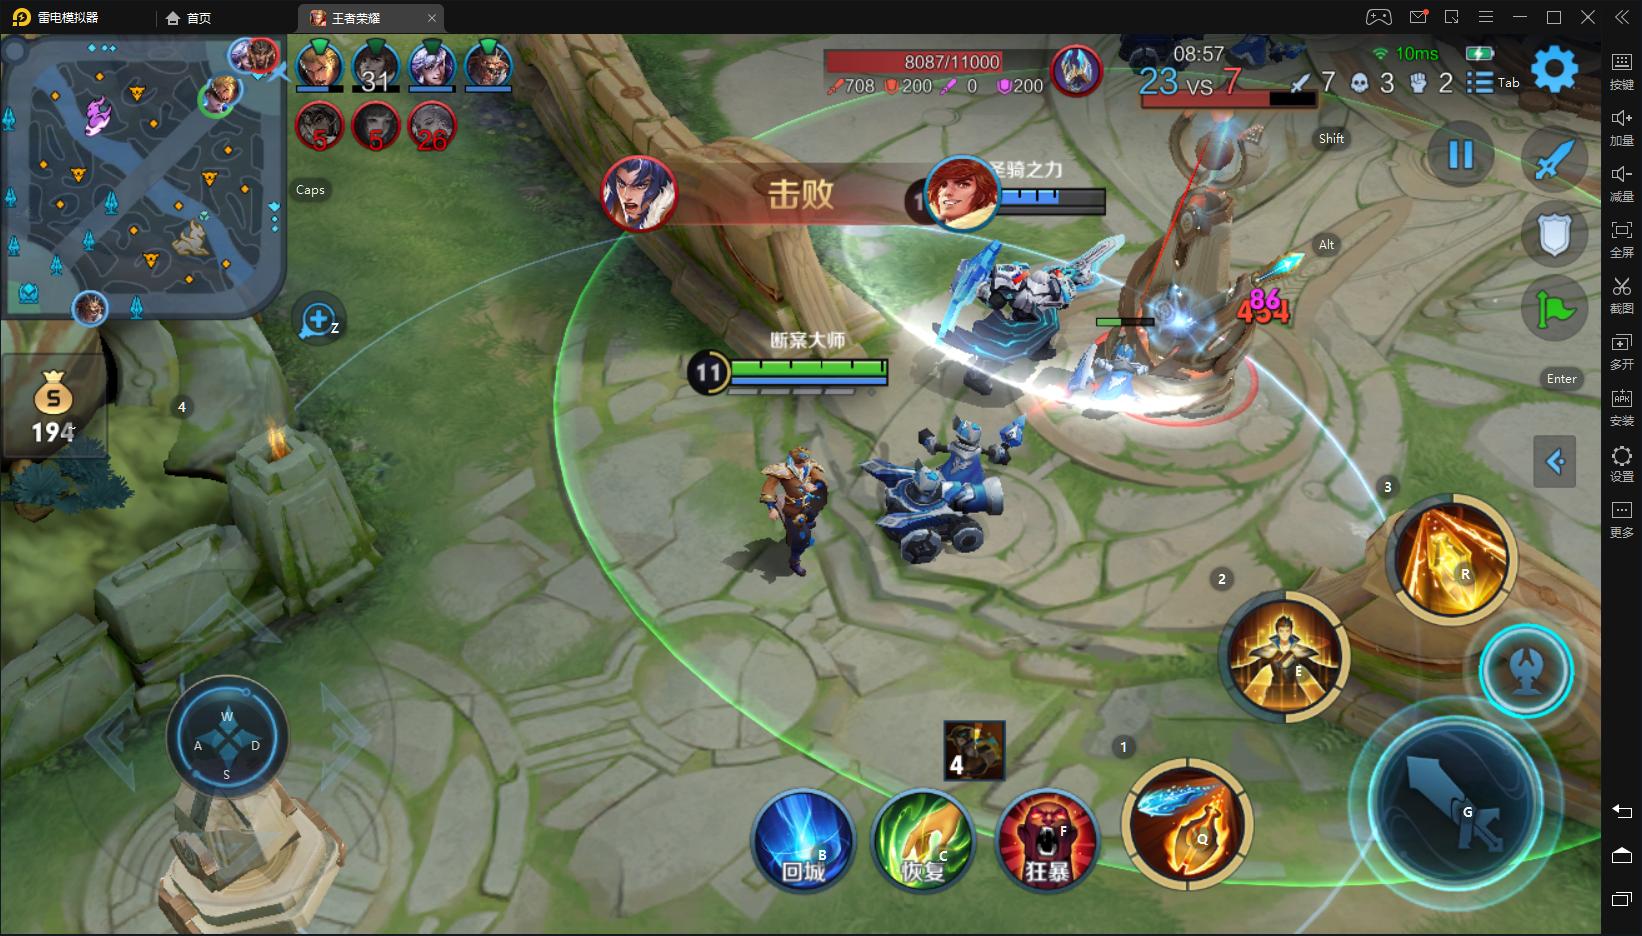 雷电模拟器
首页
王者荣耀
31
5
5
26
Caps
8087/11000
708
200
0
200
08:57
23 vs 7
7
3
2
10ms
Tab
Shift
按键
加量
减量
全屏
截图
多开
安装
设置
更多
APK
击败
圣骑之力
Alt
86
454
Z
断案大师
11
S
194
4
Enter
3
R
2
E
W
A
D
S
4
1
Q
G
B
回城
C
恢复
F
狂暴